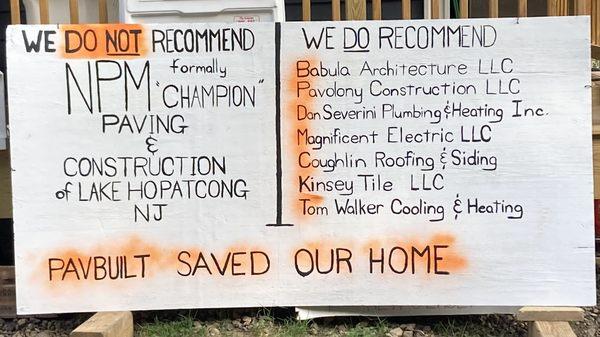 WE DO NOT RECOMMEND
NPM formally
"CHAMPION"
PAVING
&
CONSTRUCTION
of LAKE HOPATCONG
NJ
WE DO RECOMMEND
Babula Architecture LLC
Pavolony Construction LLC
Dan Severini Plumbing & Heating Inc.
Magnificent Electric LLC
Coughlin Roofing & Siding
Kinsey Tile LLC
Tom Walker Cooling & Heating
PAVBUILT SAVED OUR HOME